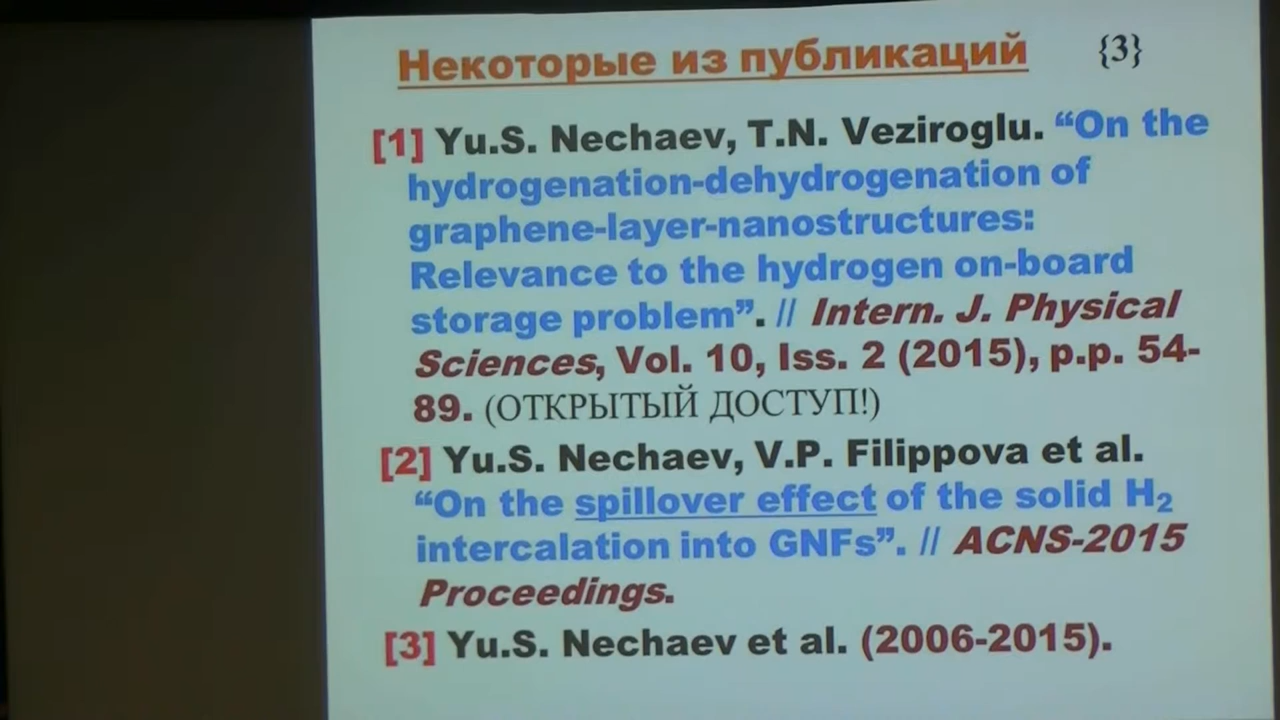 Некоторые из публикаций {3}
[1] Yu.S. Nechaev, T.N. Veziroglu. “On the
hydrogenation-dehydrogenation of
graphene-layer-nanostructures:
Relevance to the hydrogen on-board
storage problem”. // Intern. J. Physical
Sciences, Vol. 10, Iss. 2 (2015), p.p. 54-
89. (ОТКРЫТЫЙ ДОСТУП!)
[2] Yu.S. Nechaev, V.P. Filippova et al.
“On the spillover effect of the solid H₂
intercalation into GNFs”. // ACNS-2015
Proceedings.
[3] Yu.S. Nechaev et al. (2006-2015).